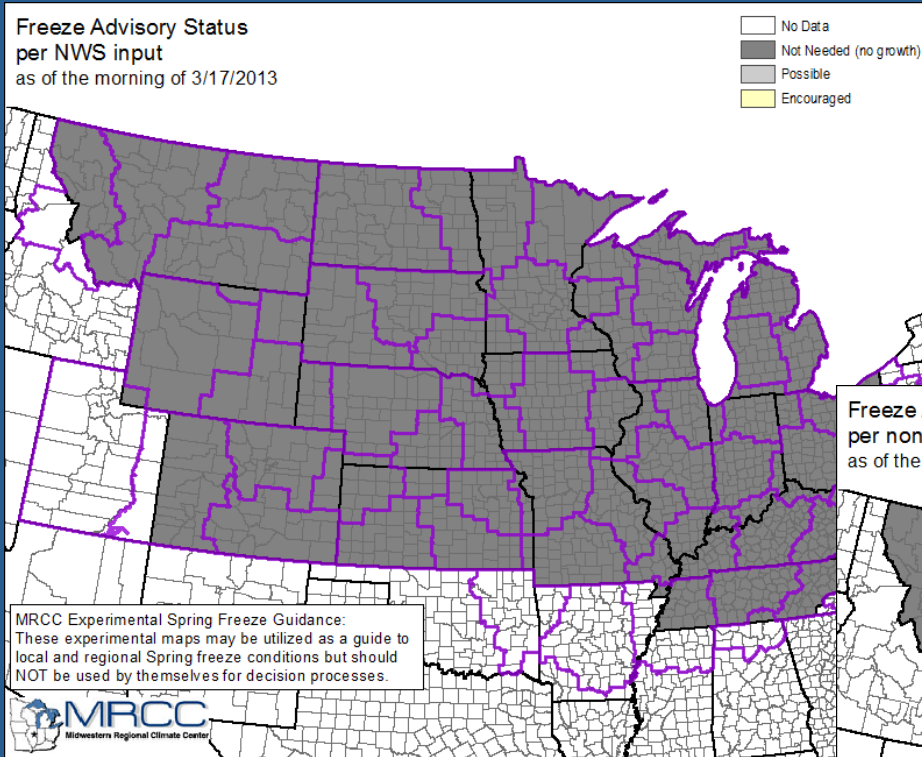 Freeze Advisory Status
per NWS input
as of the morning of 3/17/2013
No Data
Not Needed (no growth)
Possible
Encouraged
Freeze
per non
as of the
MRCC Experimental Spring Freeze Guidance:
These experimental maps may be utilized as a guide to
local and regional Spring freeze conditions but should
NOT be used by themselves for decision processes.
MRCC
Midwestern Regional Climate Center